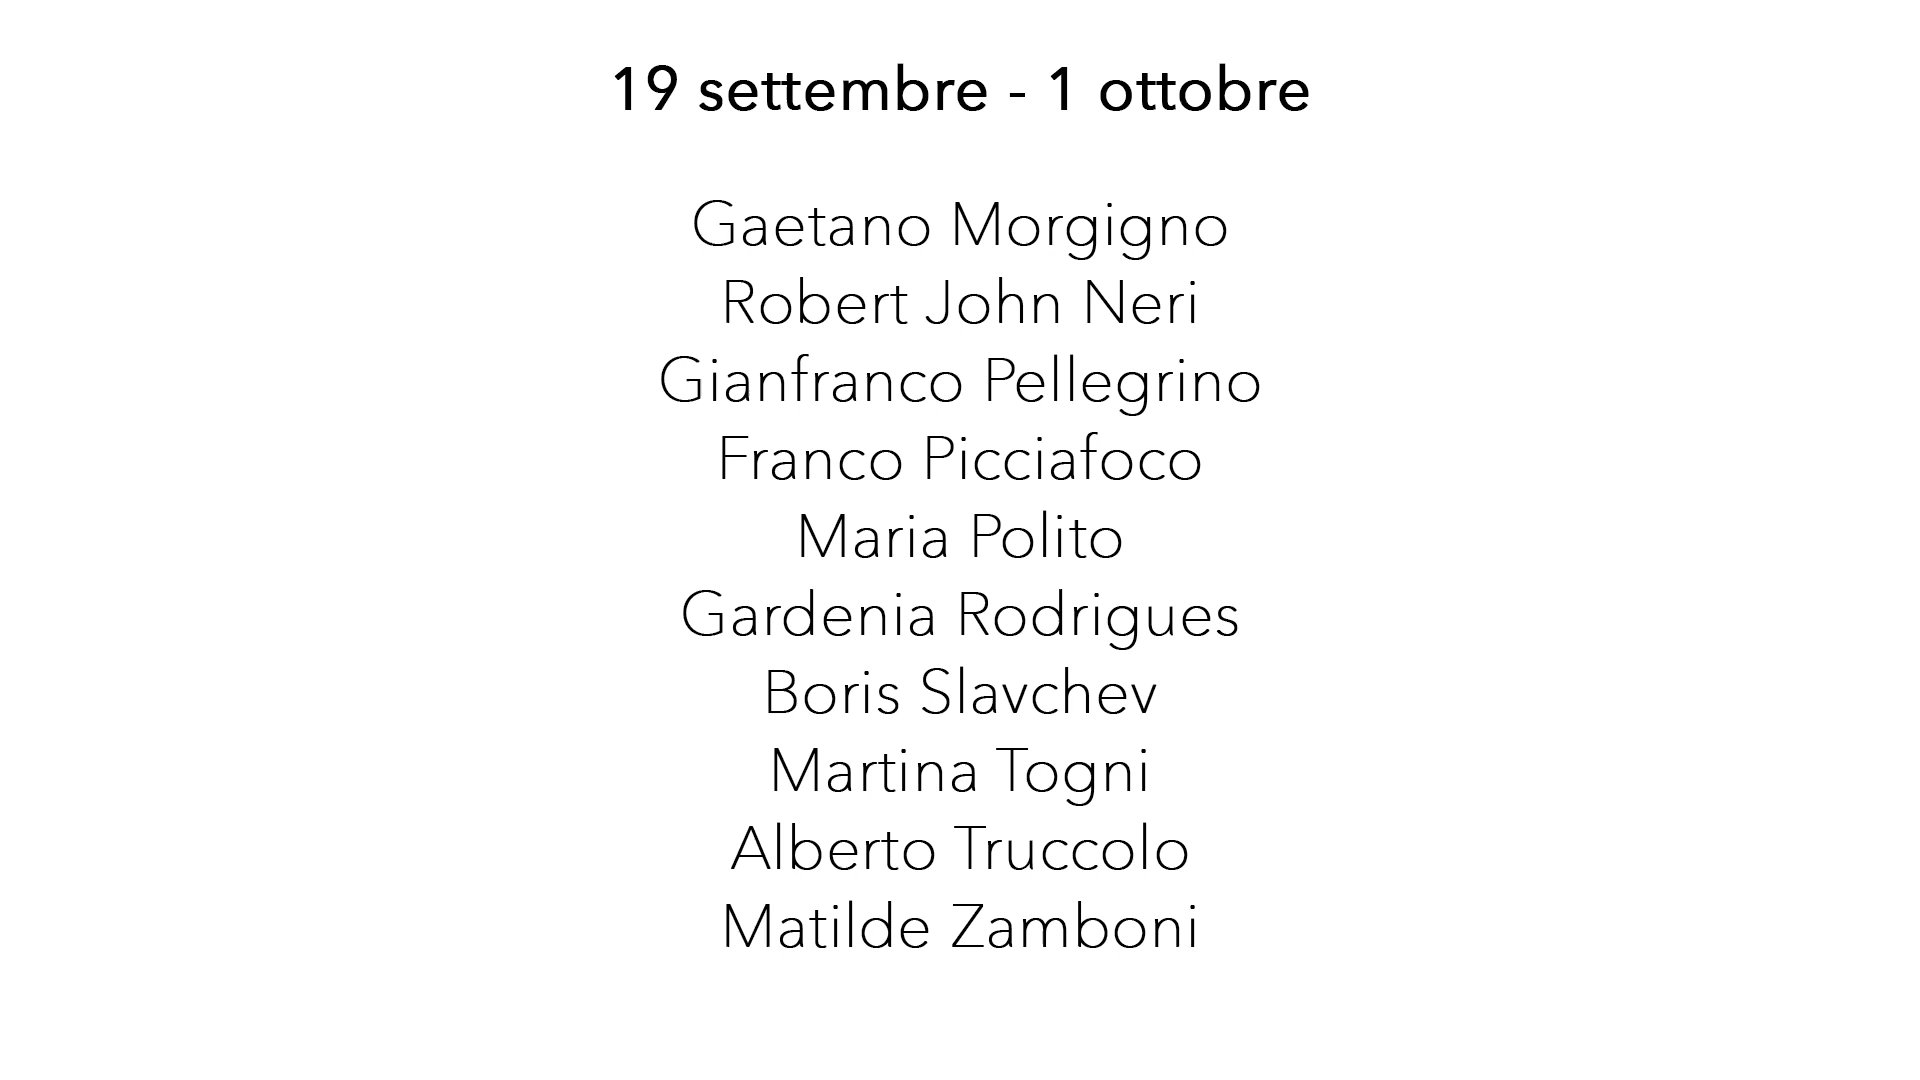 19 settembre - 1 ottobre
Gaetano Morgigno
Robert John Neri
Gianfranco Pellegrino
Franco Picciafoco
Maria Polito
Gardenia Rodrigues
Boris Slavchev
Martina Togni
Alberto Truccolo
Matilde Zamboni